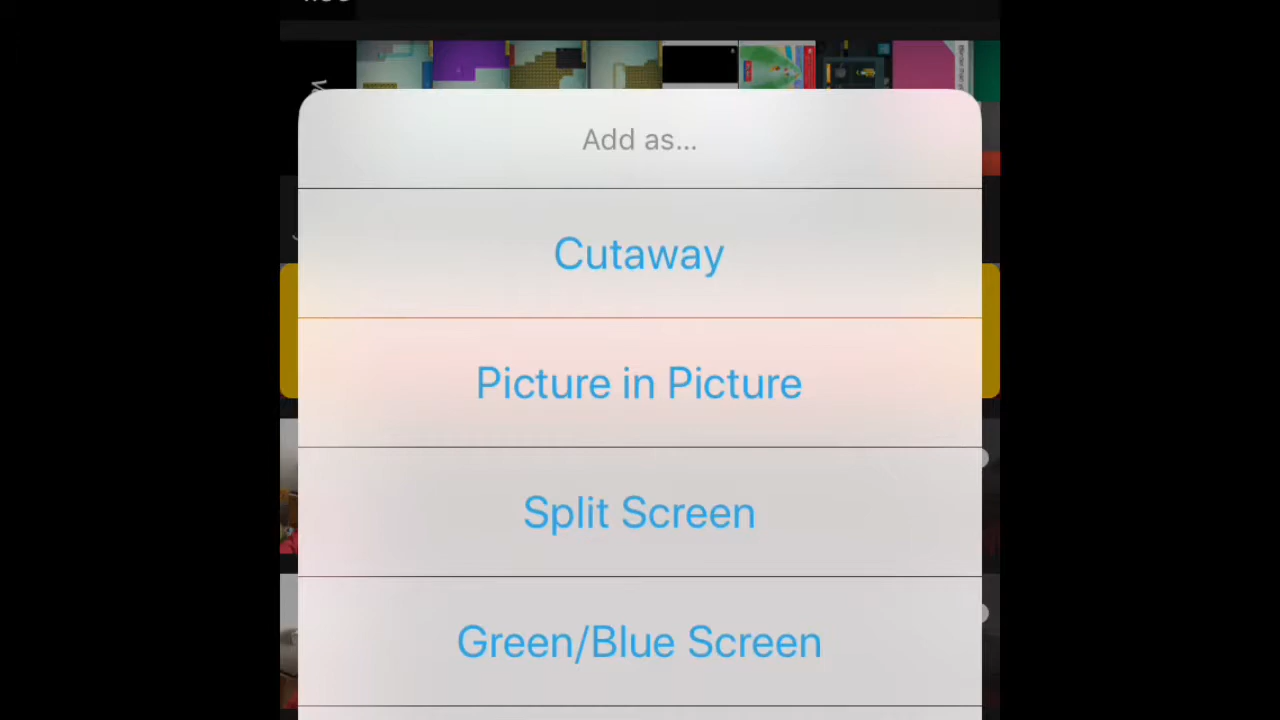 Add as...
Cutaway
Picture in Picture
Split Screen
Green/Blue Screen